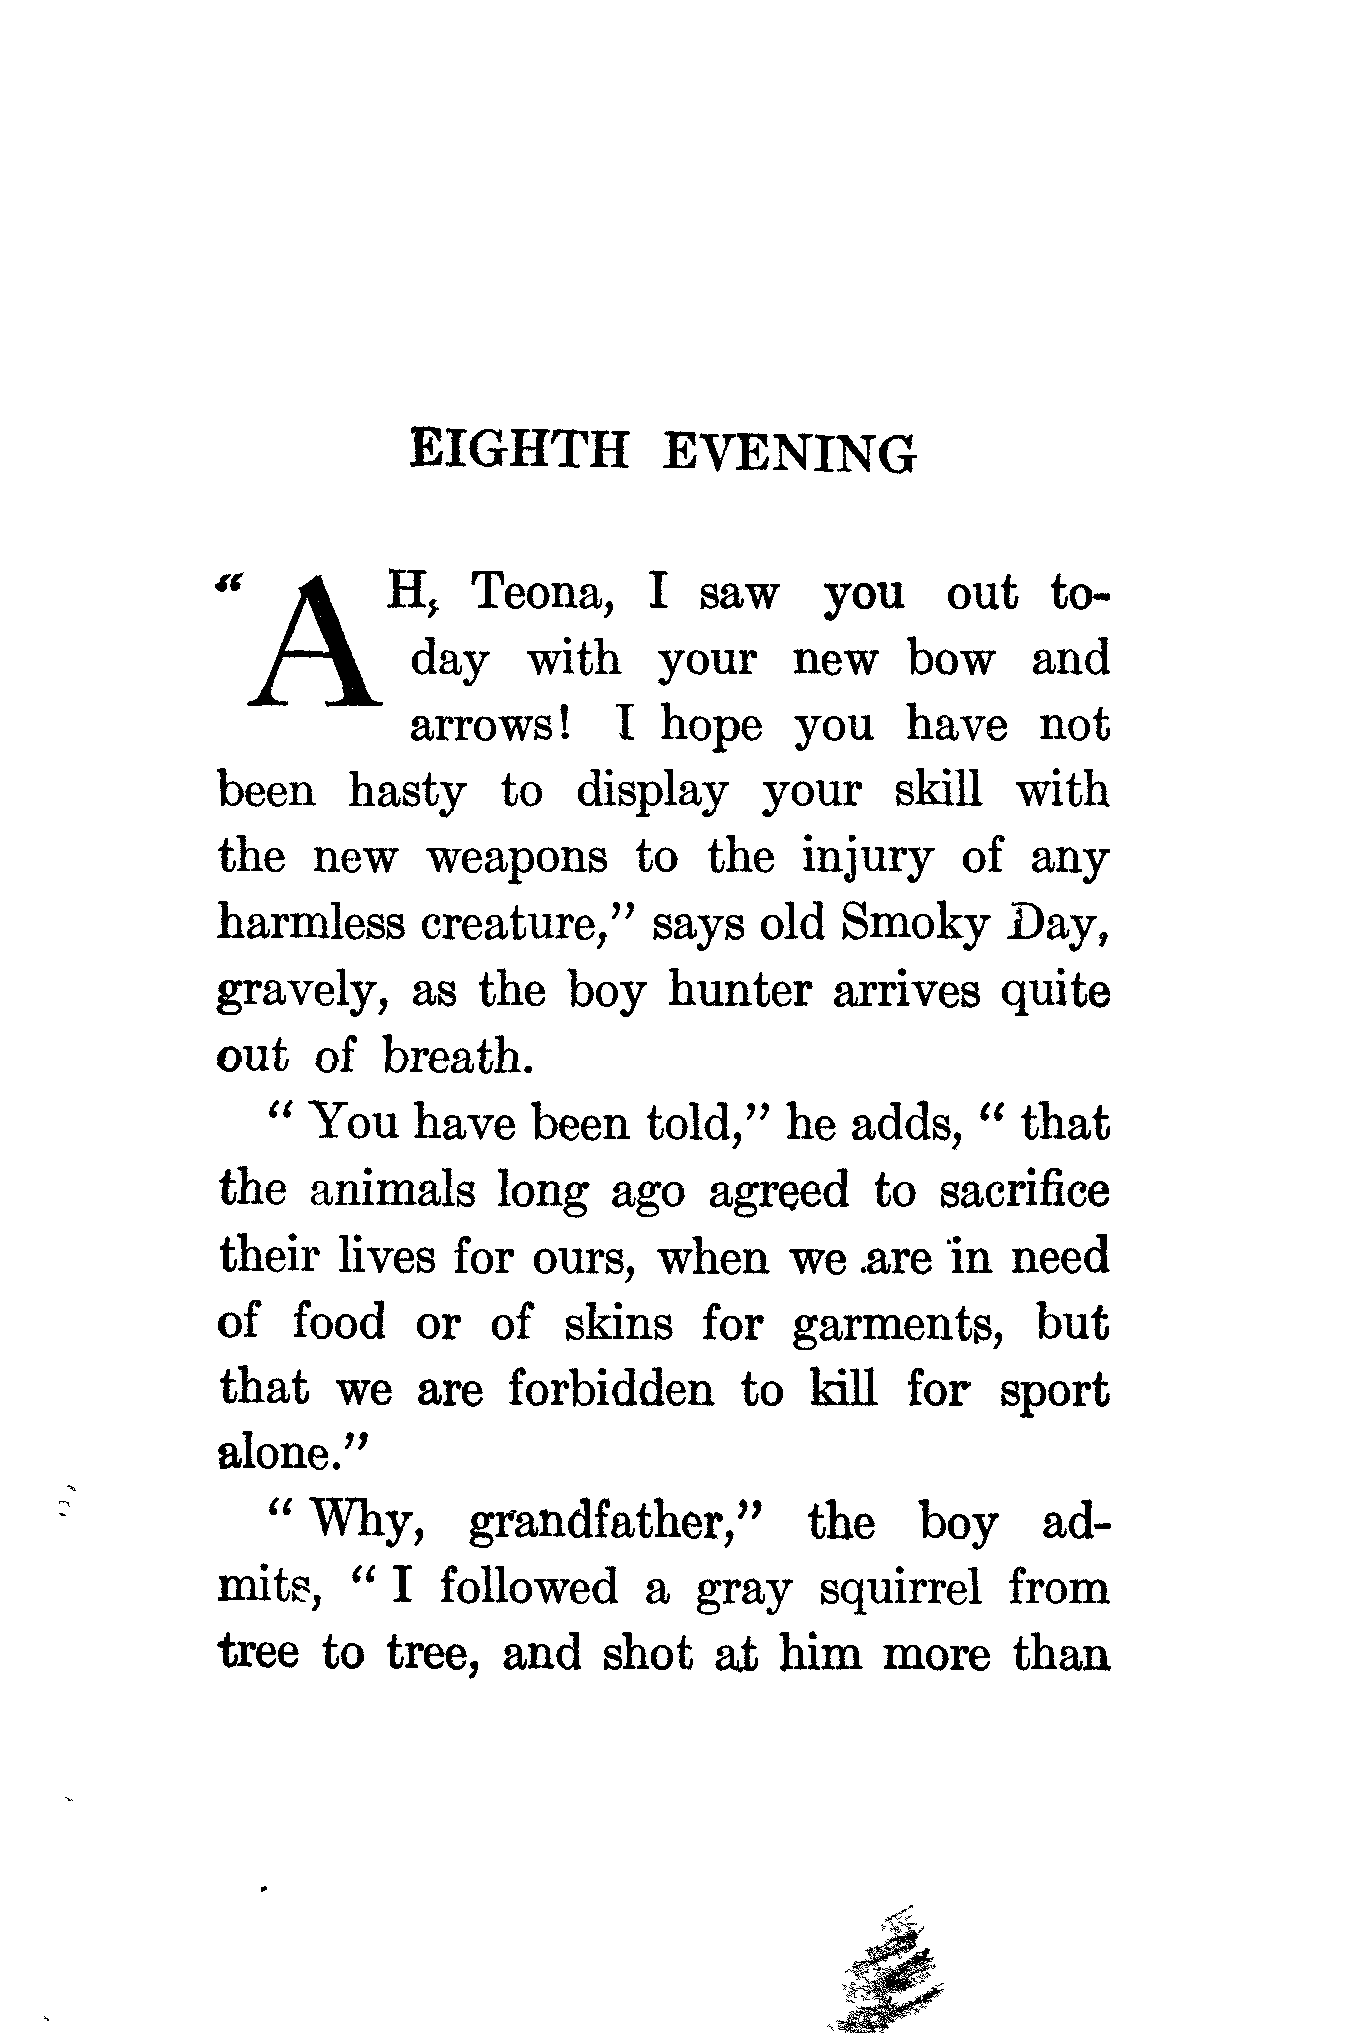 EIGHTH EVENING
"AH, Teona, I saw you out to-
day with your new bow and
arrows! I hope you have not
been hasty to display your skill with
the new weapons to the injury of any
harmless creature," says old Smoky Day,
gravely, as the boy hunter arrives quite
out of breath.
"You have been told," he adds, "that
the animals long ago agreed to sacrifice
their lives for ours, when we are in need
of food or of skins for garments, but
that we are forbidden to kill for sport
alone."
"Why, grandfather," the boy ad-
mits, "I followed a gray squirrel from
tree to tree, and shot at him more than